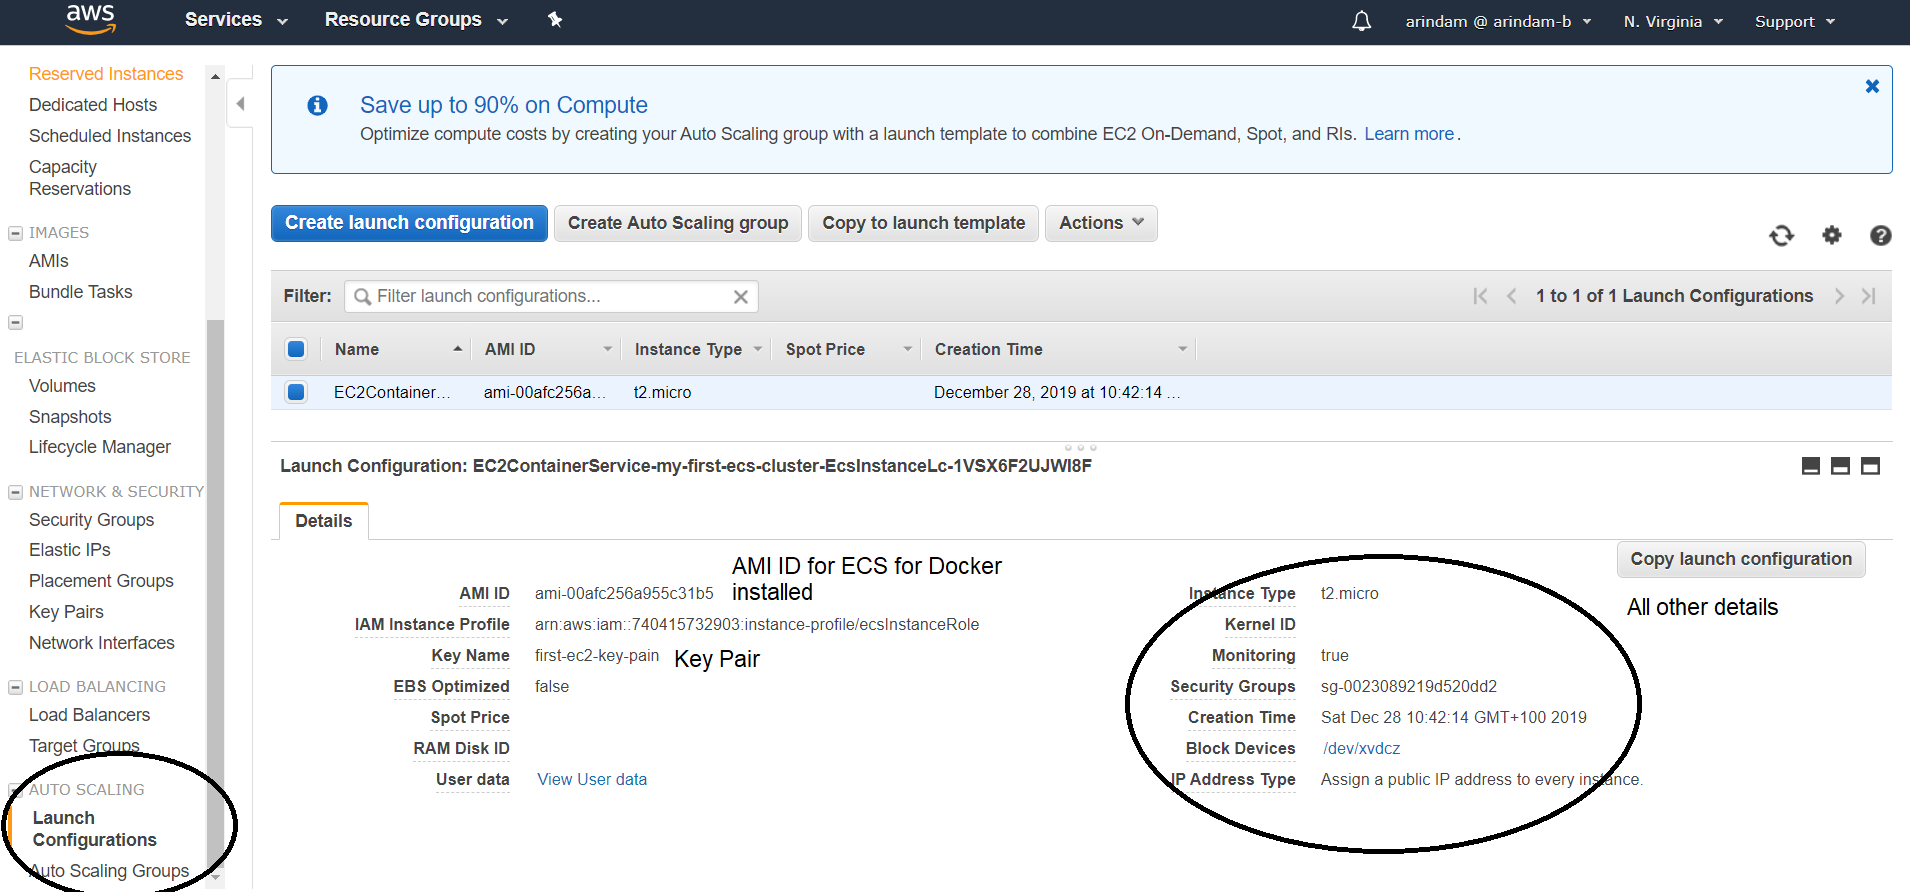 aws
Services
Resource Groups
arindam @ arindam-b
N. Virginia
Support
Reserved Instances
Dedicated Hosts
Scheduled Instances
Capacity
Reservations
IMAGES
AMIs
Bundle Tasks
ELASTIC BLOCK STORE
Volumes
Snapshots
Lifecycle Manager
NETWORK & SECURITY
Security Groups
Elastic IPs
Placement Groups
Key Pairs
Network Interfaces
LOAD BALANCING
Load Balancers
Target Groups
AUTO SCALING
Launch
Configurations
Auto Scaling Groups
Save up to 90% on Compute
Optimize compute costs by creating your Auto Scaling group with a launch template to combine EC2 On-Demand, Spot, and RIs. Learn more.
Create launch configuration
Create Auto Scaling group
Copy to launch template
Actions
Filter:
Filter launch configurations...
1 to 1 of 1 Launch Configurations
Name
AMI ID
Instance Type
Spot Price
Creation Time
EC2Container...
ami-00afc256a...
t2.micro
December 28, 2019 at 10:42:14 ...
Launch Configuration: EC2ContainerService-my-first-ecs-cluster-EcsInstanceLc-1VSX6F2UJWI8F
Details
AMI ID for ECS for Docker
installed
AMI ID ami-00afc256a955c31b5
IAM Instance Profile arn:aws:iam::740415732903:instance-profile/ecsInstanceRole
Key Name first-ec2-key-pain
Key Pair
EBS Optimized false
Spot Price
RAM Disk ID
User data View User data
Copy launch configuration
All other details
Instance Type t2.micro
Kernel ID
Monitoring true
Security Groups sg-0023089219d520dd2
Creation Time Sat Dec 28 10:42:14 GMT+100 2019
Block Devices /dev/xvdcz
IP Address Type Assign a public IP address to every instance.